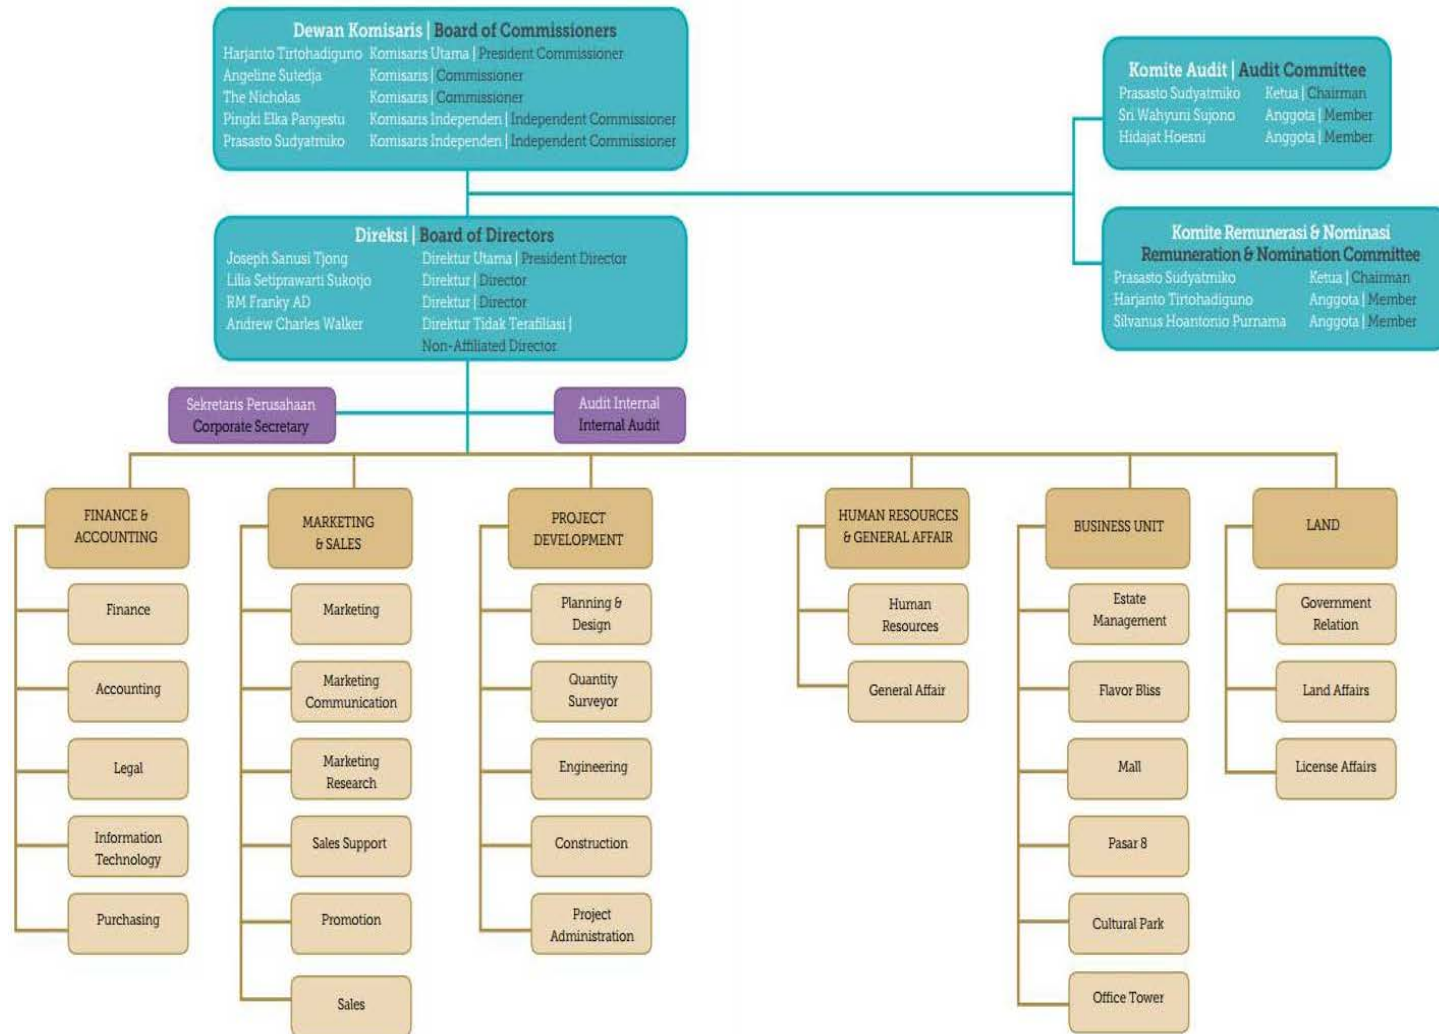 Dewan Komisaris | Board of Commissioners
Harjanto Tirtohadiguno Komisaris Utama | President Commissioner
Angeline Sutedja Komisaris | Commissioner
The Nicholas Komisaris | Commissioner
Pingki Elka Pangestu Komisaris Independen | Independent Commissioner
Prasasto Sudyatmiko Komisaris Independen | Independent Commissioner
Komite Audit | Audit Committee
Prasasto Sudyatmiko Ketua | Chairman
Sri Wahyuni Sujono Anggota | Member
Hidajat Hoesni Anggota | Member
Komite Remunerasi & Nominasi
Remuneration & Nomination Committee
Prasasto Sudyatmiko Ketua | Chairman
Harjanto Tirtohadiguno Anggota | Member
Silvanus Hoantonio Purnama Anggota | Member
Direksi | Board of Directors
Joseph Sanusi Tjong Direktur Utama | President Director
Lilia Setiprawarti Sukotjo Direktur | Director
RM Franky AD Direktur | Director
Andrew Charles Walker Direktur Tidak Terafiliasi |
Non-Affiliated Director
Sekretaris Perusahaan
Corporate Secretary
Audit Internal
Internal Audit
FINANCE &
ACCOUNTING
Finance
Accounting
Legal
Information
Technology
Purchasing
MARKETING
& SALES
Marketing
Marketing
Communication
Marketing
Research
Sales Support
Promotion
Sales
PROJECT
DEVELOPMENT
Planning &
Design
Quantity
Surveyor
Engineering
Construction
Project
Administration
HUMAN RESOURCES
& GENERAL AFFAIR
Human
Resources
General Affair
BUSINESS UNIT
Estate
Management
Flavor Bliss
Mall
Pasar 8
Cultural Park
Office Tower
LAND
Government
Relation
Land Affairs
License Affairs